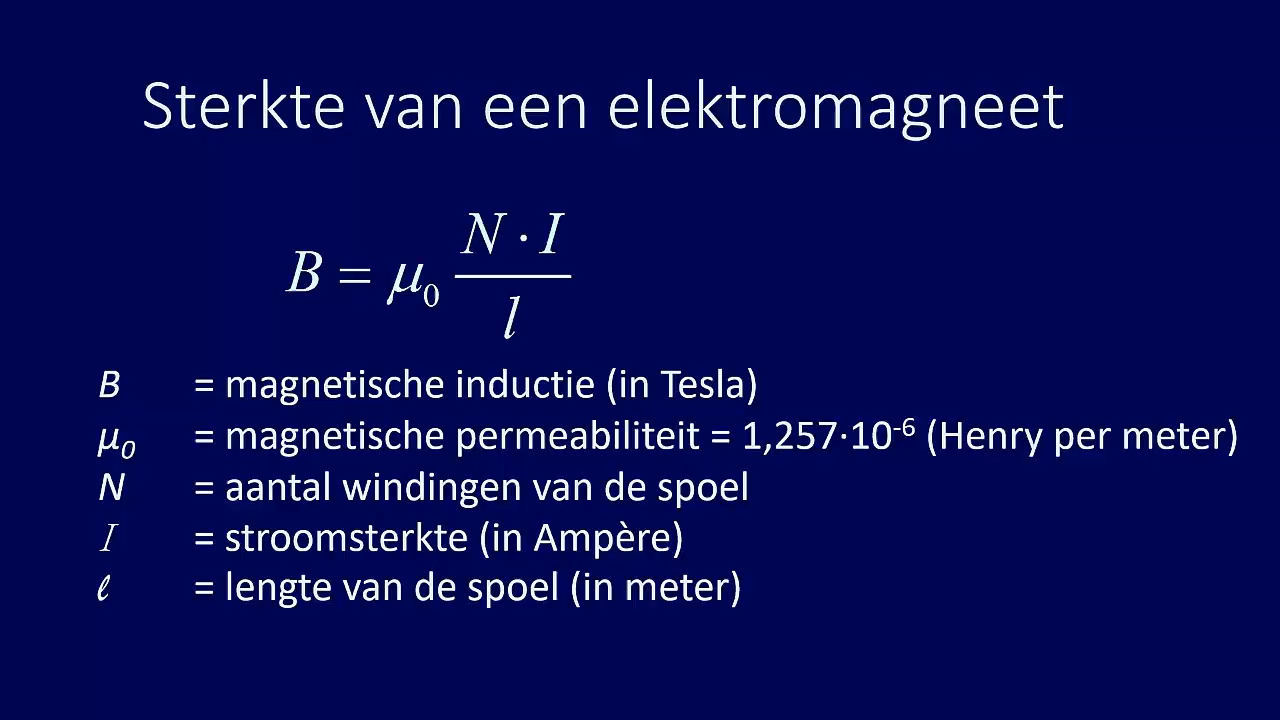 Sterkte van een elektromagneet
B = μ₀ N · I / l
B = magnetische inductie (in Tesla)
μ₀ = magnetische permeabiliteit = 1,257·10⁻⁶ (Henry per meter)
N = aantal windingen van de spoel
I = stroomsterkte (in Ampère)
ℓ = lengte van de spoel (in meter)